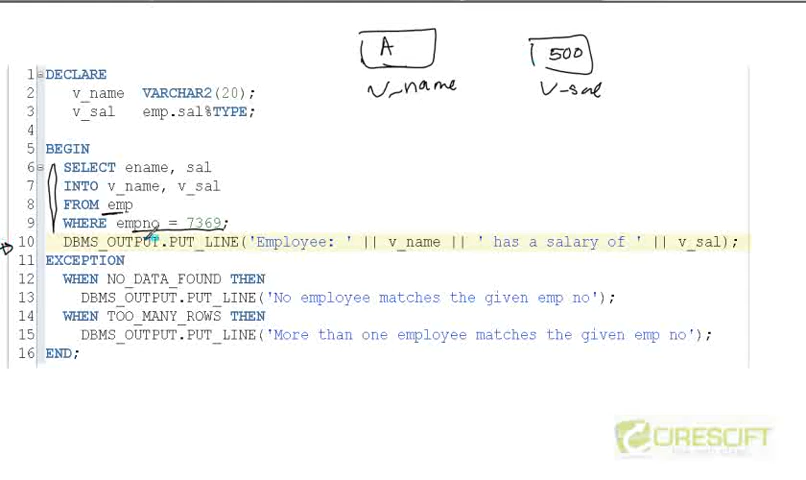 A 500
v_name v-sal
1 DECLARE
2 v_name VARCHAR2(20);
3 v_sal emp.sal%TYPE;
4
5 BEGIN
6 SELECT ename, sal
7 INTO v_name, v_sal
8 FROM emp
9 WHERE empno = 7369;
10 DBMS_OUTPUT.PUT_LINE('Employee: ' || v_name || ' has a salary of ' || v_sal);
11 EXCEPTION
12 WHEN NO_DATA_FOUND THEN
13 DBMS_OUTPUT.PUT_LINE('No employee matches the given emp no');
14 WHEN TOO_MANY_ROWS THEN
15 DBMS_OUTPUT.PUT_LINE('More than one employee matches the given emp no');
16 END;